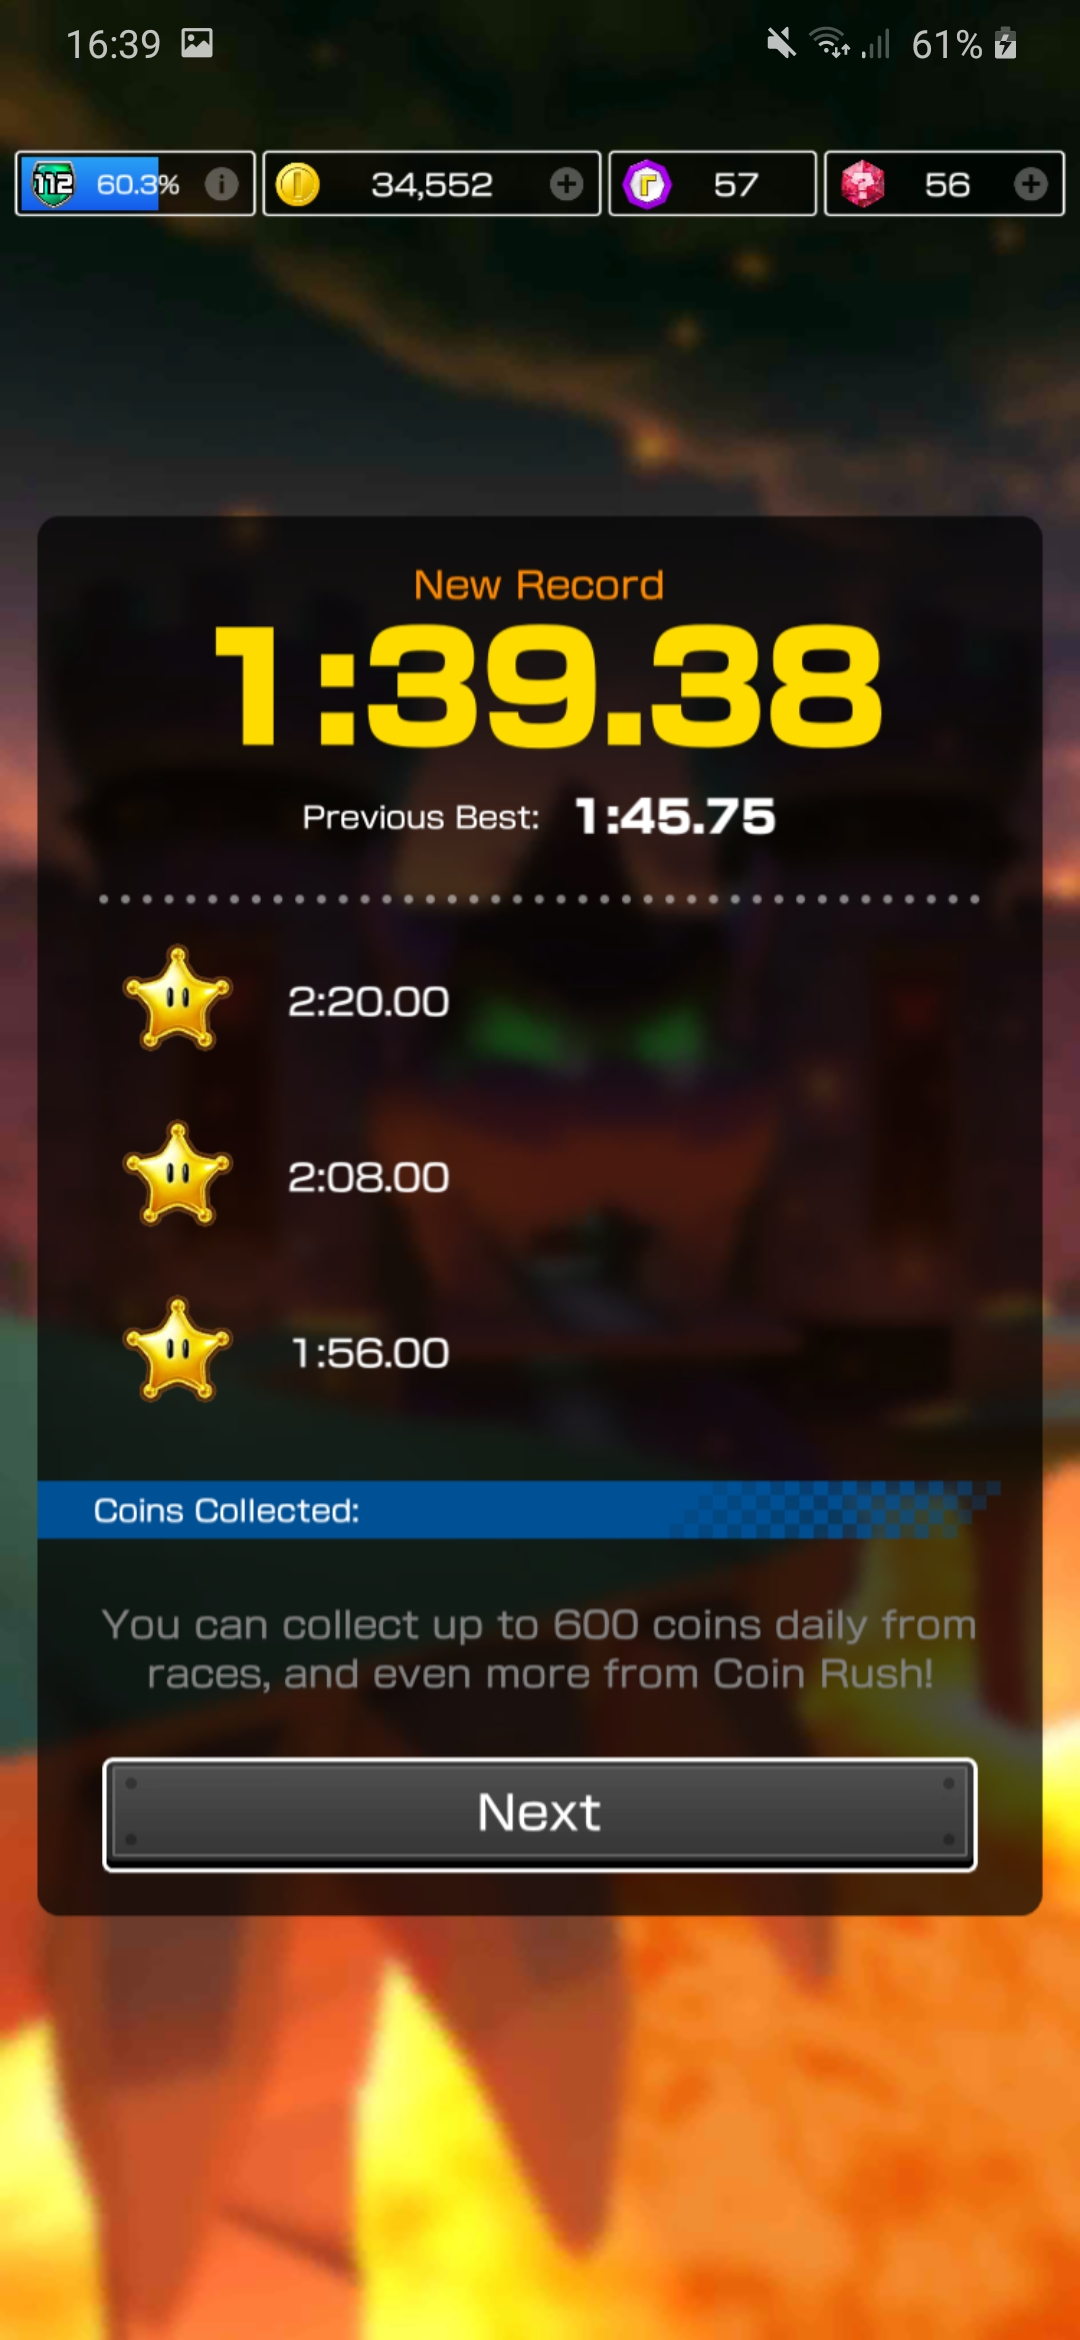 16:39 61%
112 60.3% 34,552 57 56
New Record
1:39.38
Previous Best: 1:45.75
2:20.00
2:08.00
1:56.00
Coins Collected:
You can collect up to 600 coins daily from
races, and even more from Coin Rush!
Next